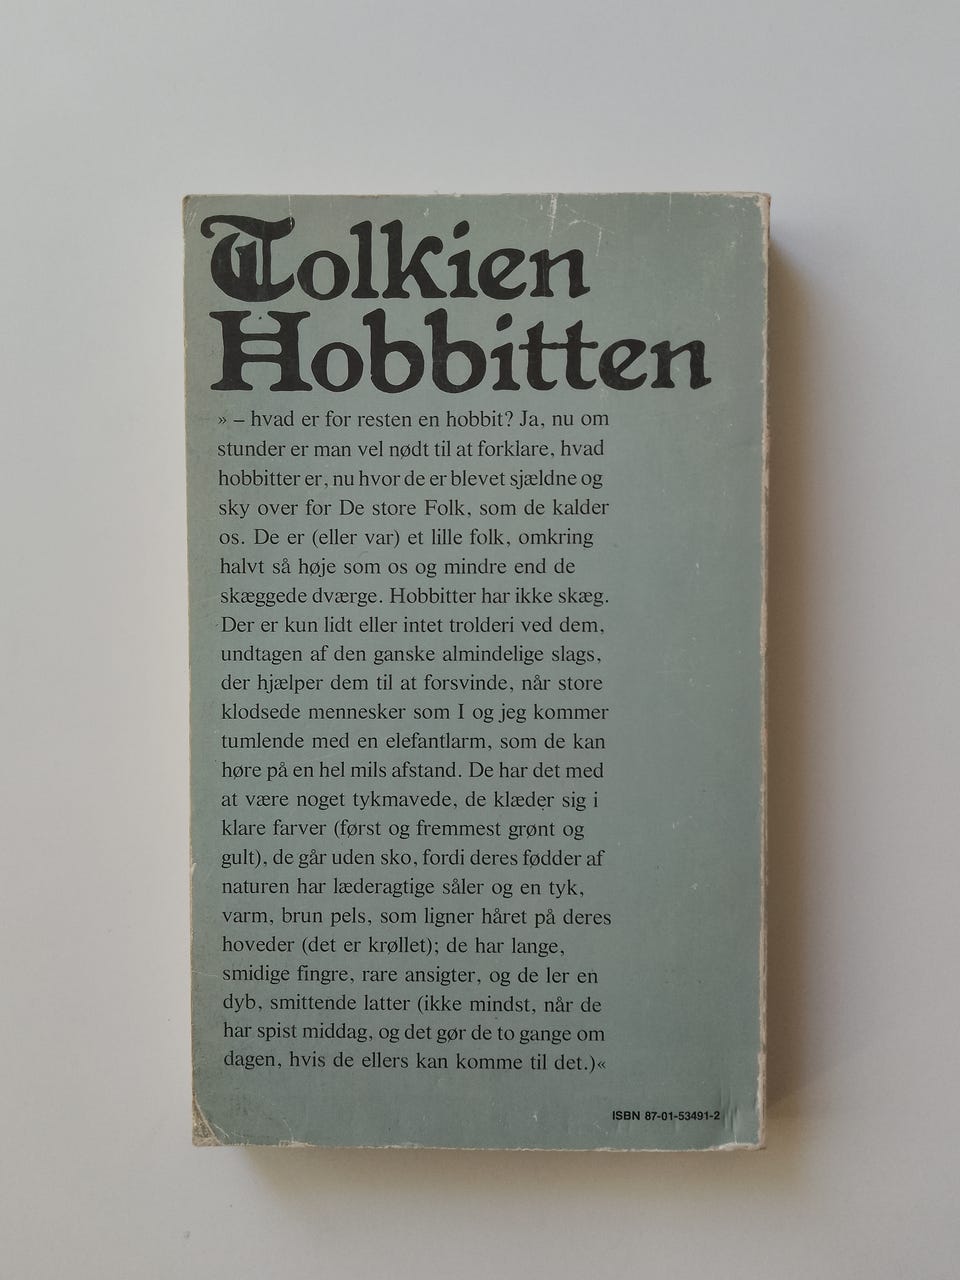 Tolkien
Hobbitten
» – hvad er for resten en hobbit? Ja, nu om
stunder er man vel nødt til at forklare, hvad
hobbitter er, nu hvor de er blevet sjældne og
sky over for De store Folk, som de kalder
os. De er (eller var) et lille folk, omkring
halvt så høje som os og mindre end de
skæggede dværge. Hobbitter har ikke skæg.
Der er kun lidt eller intet trolderi ved dem,
undtagen af den ganske almindelige slags,
der hjælper dem til at forsvinde, når store
klodsede mennesker som I og jeg kommer
tumlende med en elefantlarm, som de kan
høre på en hel mils afstand. De har det med
at være noget tykmavede, de klæder sig i
klare farver (først og fremmest grønt og
gult), de går uden sko, fordi deres fødder af
naturen har læderagtige såler og en tyk,
varm, brun pels, som ligner håret på deres
hoveder (det er krøllet); de har lange,
smidige fingre, rare ansigter, og de ler en
dyb, smittende latter (ikke mindst, når de
har spist middag, og det gør de to gange om
dagen, hvis de ellers kan komme til det.)«
ISBN 87-01-53491-2